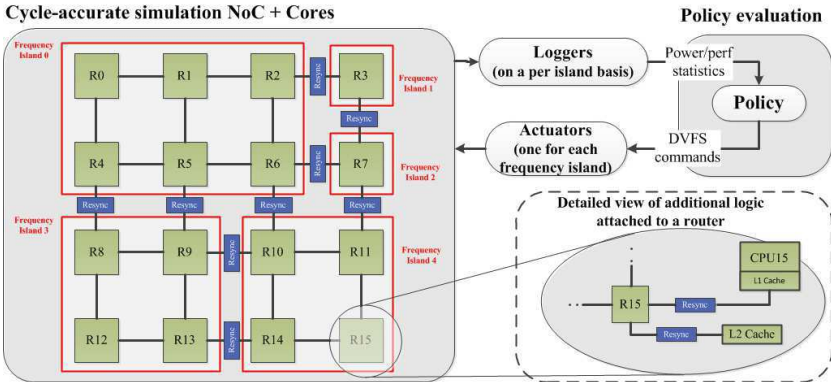 Cycle-accurate simulation NoC + Cores
Frequency
Island 0
R0
R1
R2
Resync
R3
Frequency
Island 1
Resync
R4
R5
R6
Resync
R7
Frequency
Island 2
Resync
Resync
Resync
Resync
Frequency
Island 3
R8
R9
Resync
R10
R11
Frequency
Island 4
R12
R13
Resync
R14
R15
Loggers
(on a per island basis)
Actuators
(one for each
frequency island)
Policy evaluation
Power/perf
statistics
Policy
DVFS
commands
Detailed view of additional logic
attached to a router
CPU15
L1 Cache
R15
Resync
Resync
L2 Cache